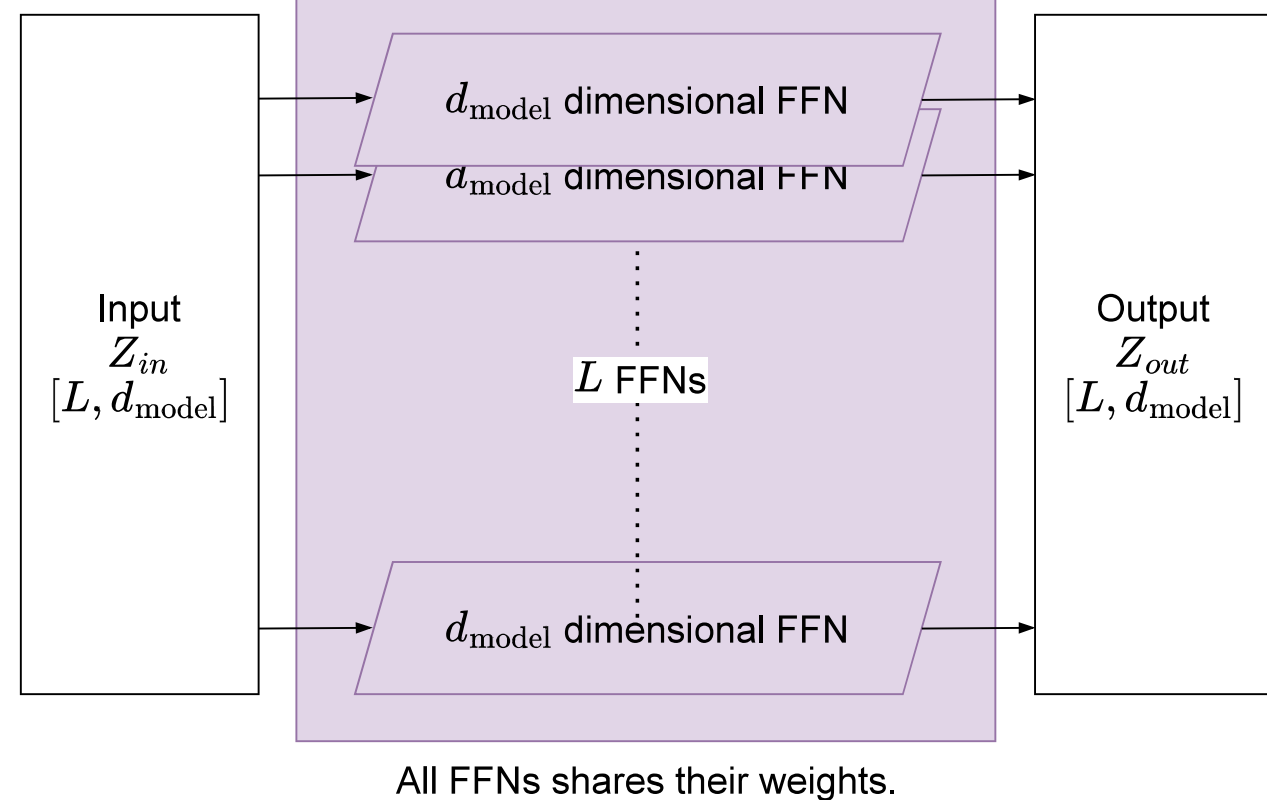 d_model dimensional FFN
d_model dimensional FFN
Input
Z_in
[L, d_model]
L FFNs
Output
Z_out
[L, d_model]
d_model dimensional FFN
All FFNs shares their weights.